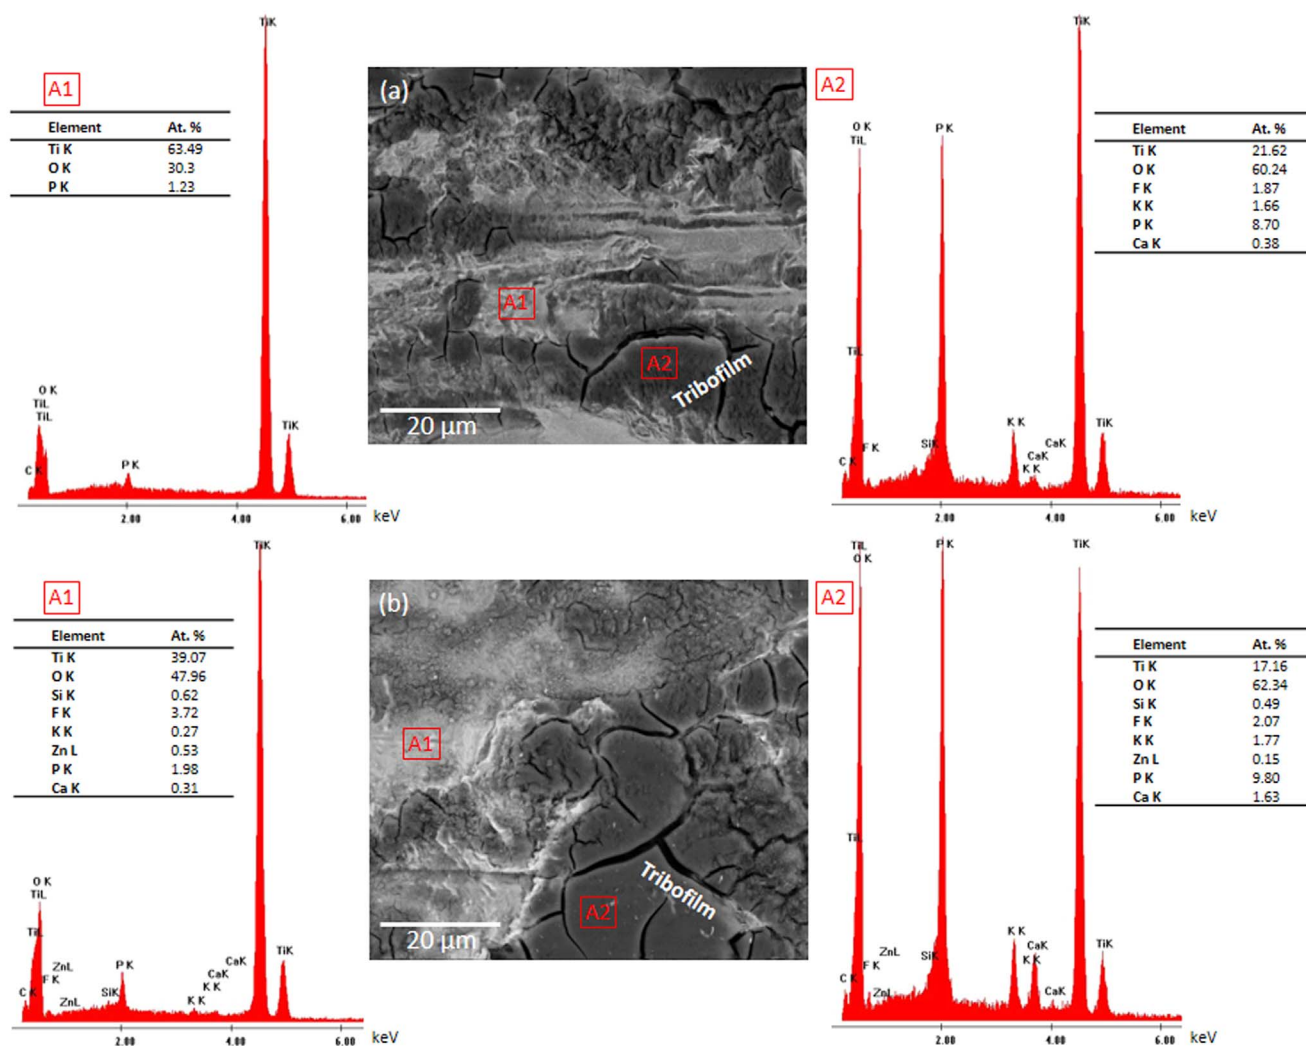 A1
Element At. %
Ti K 63.49
O K 30.3
P K 1.23
TiK
O K
TiL
TiL
C K
P K
TiK
2.00 4.00 6.00 keV
(a)
A1
A2
Tribofilm
20 µm
A2
Element At. %
Ti K 21.62
O K 60.24
F K 1.87
K K 1.66
P K 8.70
Ca K 0.38
TiK
O K
TiL
P K
TiL
F K
C K
SiK
K K
CaK
CaK
K K
TiK
2.00 4.00 6.00 keV
A1
Element At. %
Ti K 39.07
O K 47.96
Si K 0.62
F K 3.72
K K 0.27
Zn L 0.53
P K 1.98
Ca K 0.31
TiK
O K
TiL
TiL
ZnL
F K
C K
ZnL
SiK
P K
CaK
CaK
K K
K K
TiK
2.00 4.00 6.00 keV
(b)
A1
A2
Tribofilm
20 µm
A2
Element At. %
Ti K 17.16
O K 62.34
Si K 0.49
F K 2.07
K K 1.77
Zn L 0.15
P K 9.80
Ca K 1.63
TiL
O K
P K
TiK
TiL
ZnL
F K
C K
ZnL
SiK
K K
CaK
K K
CaK
TiK
2.00 4.00 6.00 keV